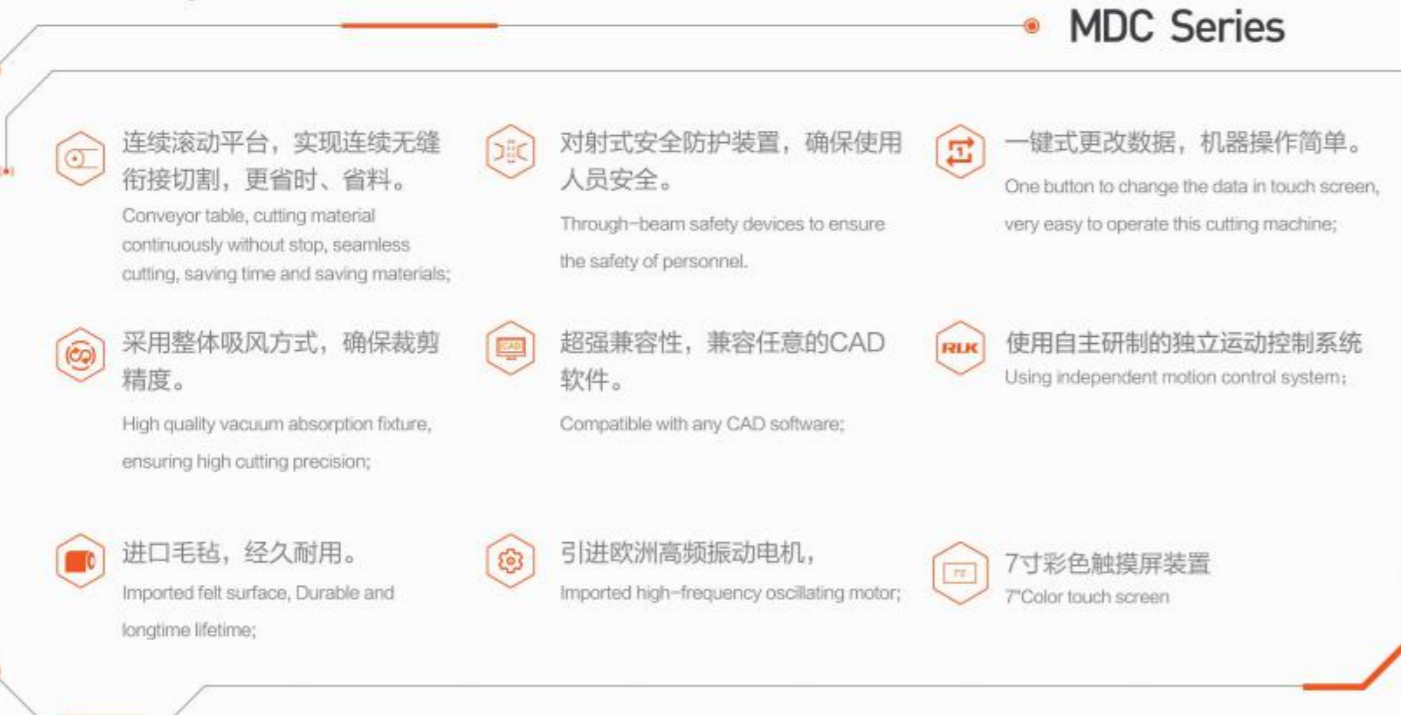 MDC Series
连续滚动平台，实现连续无缝
衔接切割，更省时、省料。
Conveyor table, cutting material
continuously without stop, seamless
cutting, saving time and saving materials;
对射式安全防护装置，确保使用
人员安全。
Through-beam safety devices to ensure
the safety of personnel.
1
一键式更改数据，机器操作简单。
One button to change the data in touch screen,
very easy to operate this cutting machine;
采用整体吸风方式，确保裁剪
精度。
High quality vacuum absorption fixture,
ensuring high cutting precision;
CAD
超强兼容性，兼容任意的CAD
软件。
Compatible with any CAD software;
RUK
使用自主研制的独立运动控制系统
Using independent motion control system;
进口毛毡，经久耐用。
Imported felt surface, Durable and
longtime lifetime;
引进欧洲高频振动电机，
Imported high-frequency oscillating motor;
7寸
7寸彩色触摸屏装置
7"Color touch screen